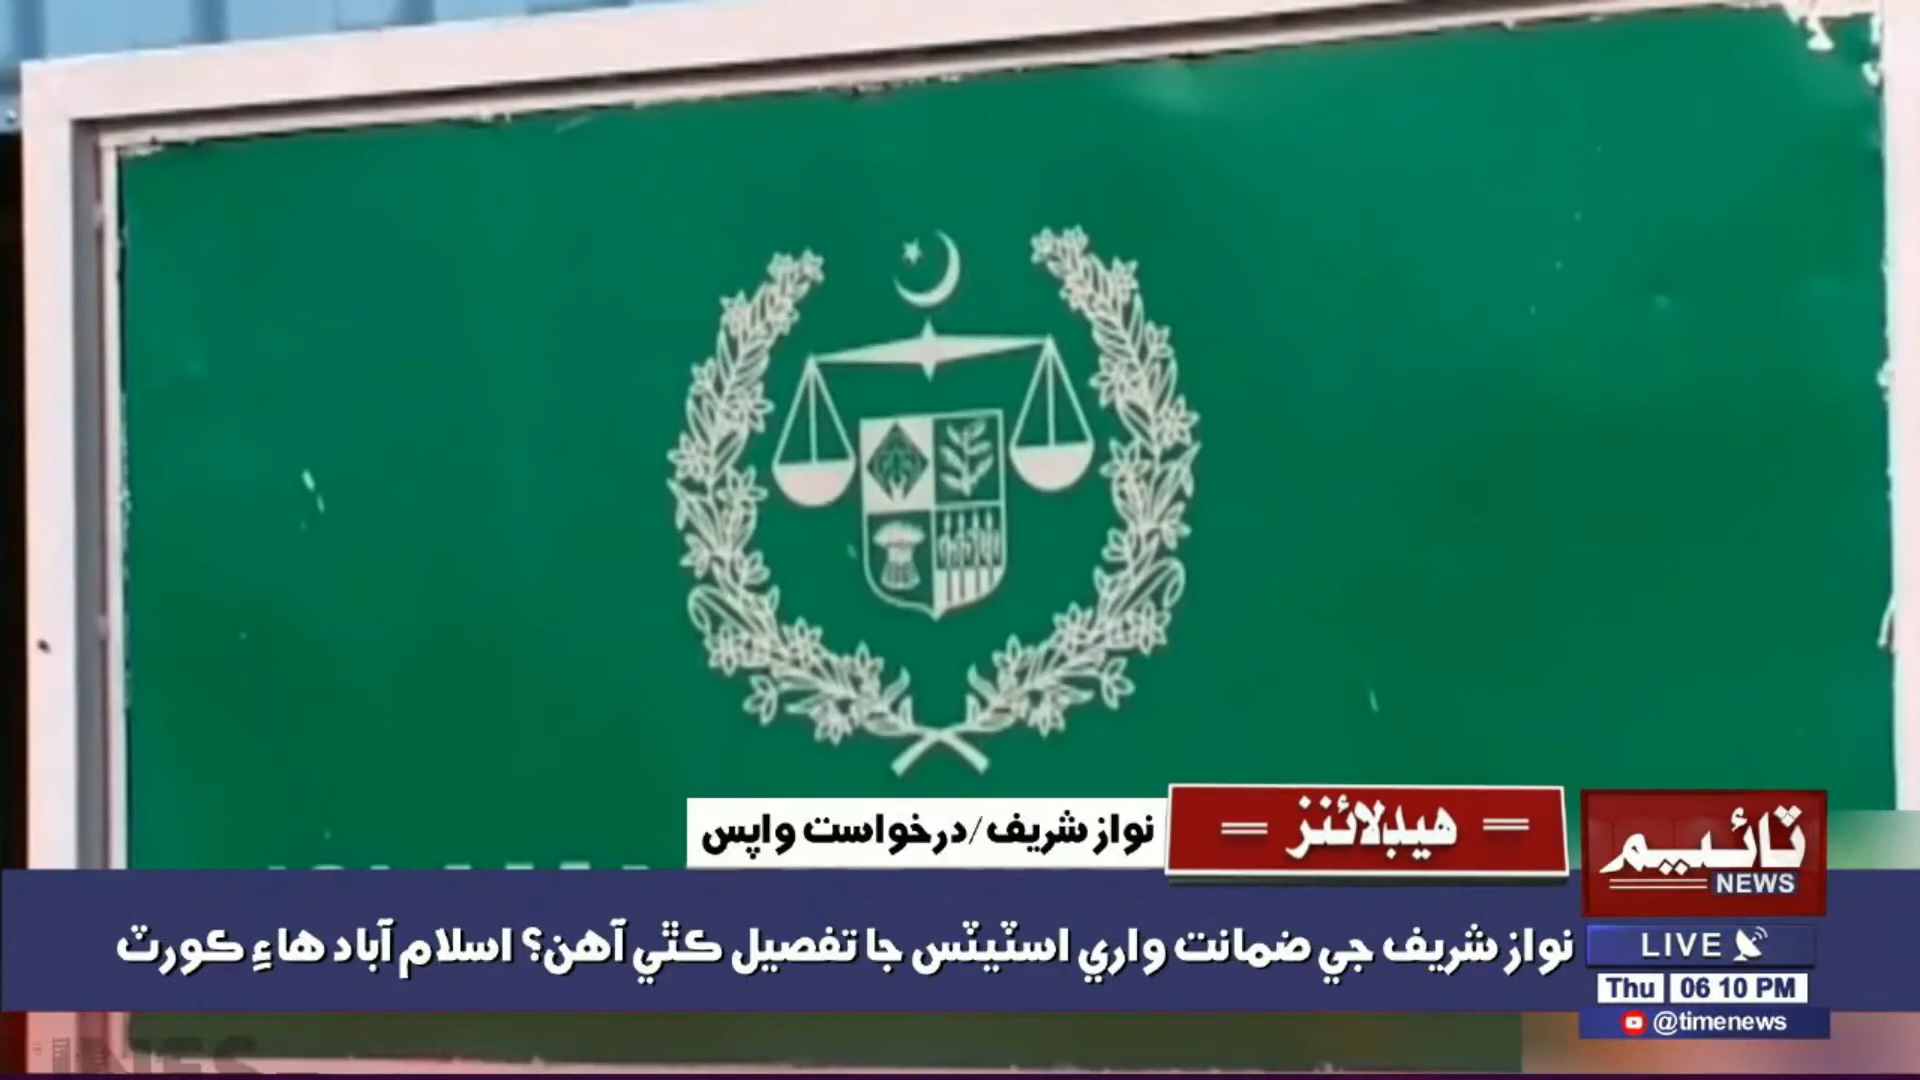 نواز شريف/درخواست واپس
هيڊلائنز
ٽائيم
NEWS
نواز شريف جي ضمانت واري اسٽيٽس جا تفصيل ڪٿي آهن؟ اسلام آباد هاءِ ڪورٽ
LIVE
Thu 06 10 PM
@timenews